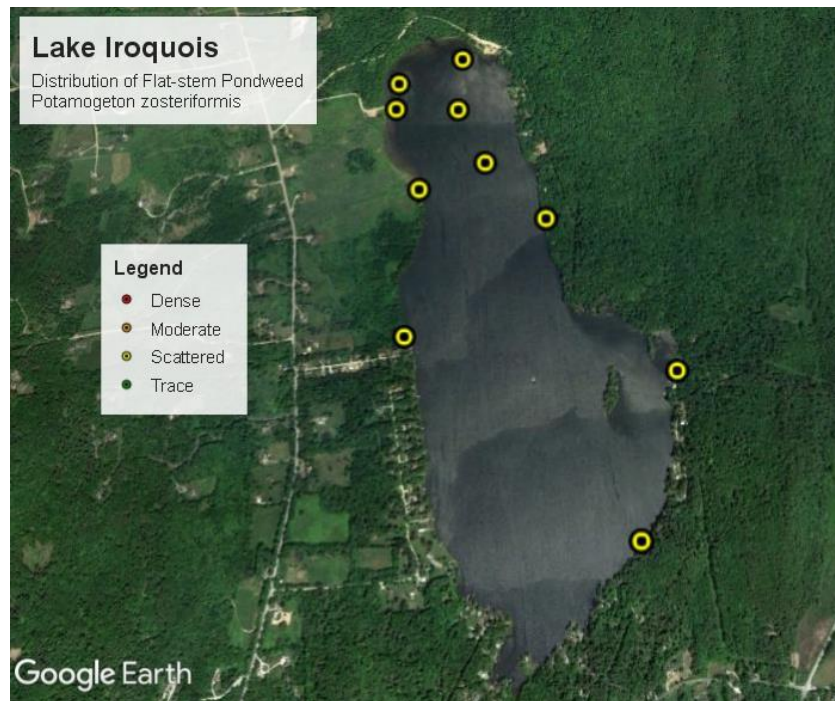 Lake Iroquois
Distribution of Flat-stem Pondweed
Potamogeton zosteriformis
Legend
Dense
Moderate
Scattered
Trace
Google Earth